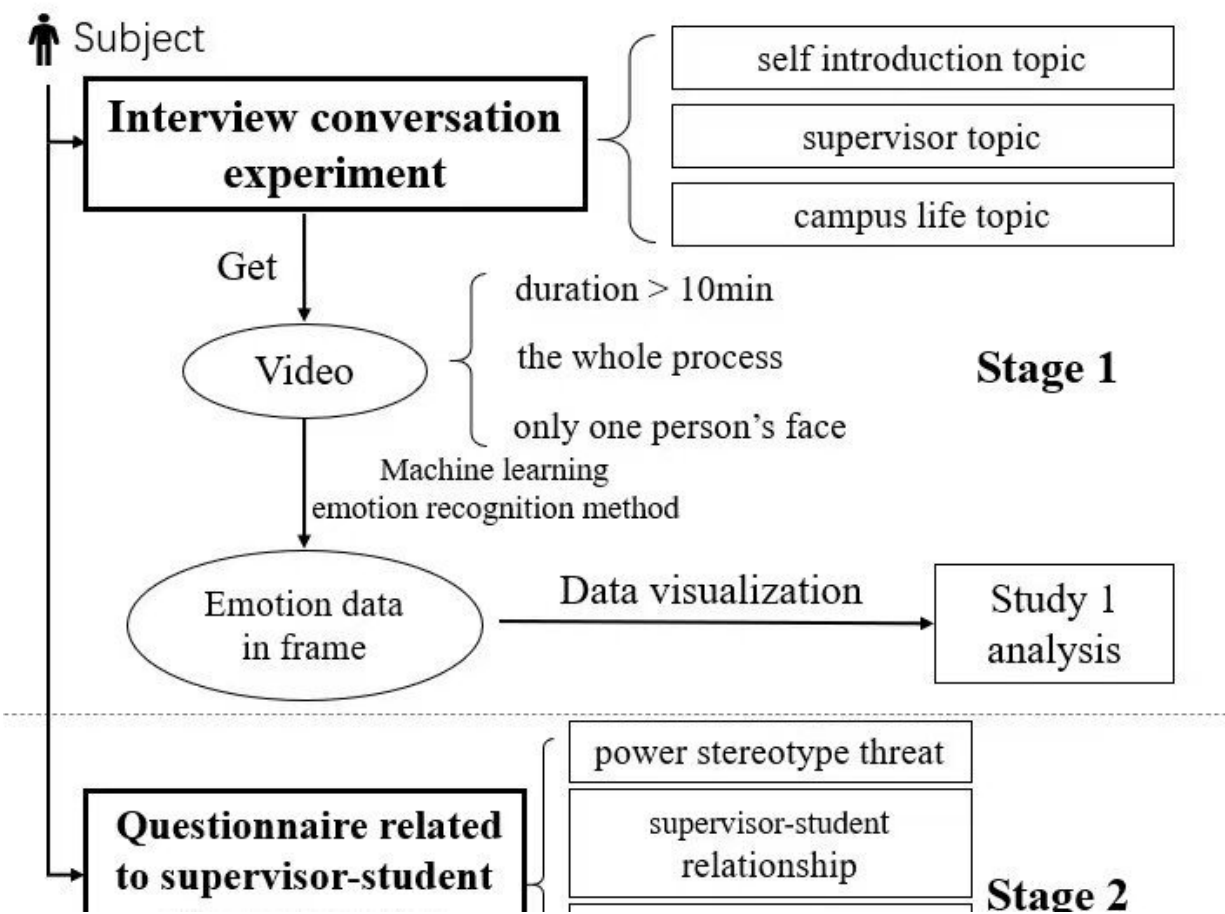 Subject
Interview conversation
experiment
self introduction topic
supervisor topic
campus life topic
Get
Video
duration > 10min
the whole process
only one person’s face
Stage 1
Machine learning
emotion recognition method
Emotion data
in frame
Data visualization
Study 1
analysis
power stereotype threat
Questionnaire related
to supervisor-student
supervisor-student
relationship
Stage 2